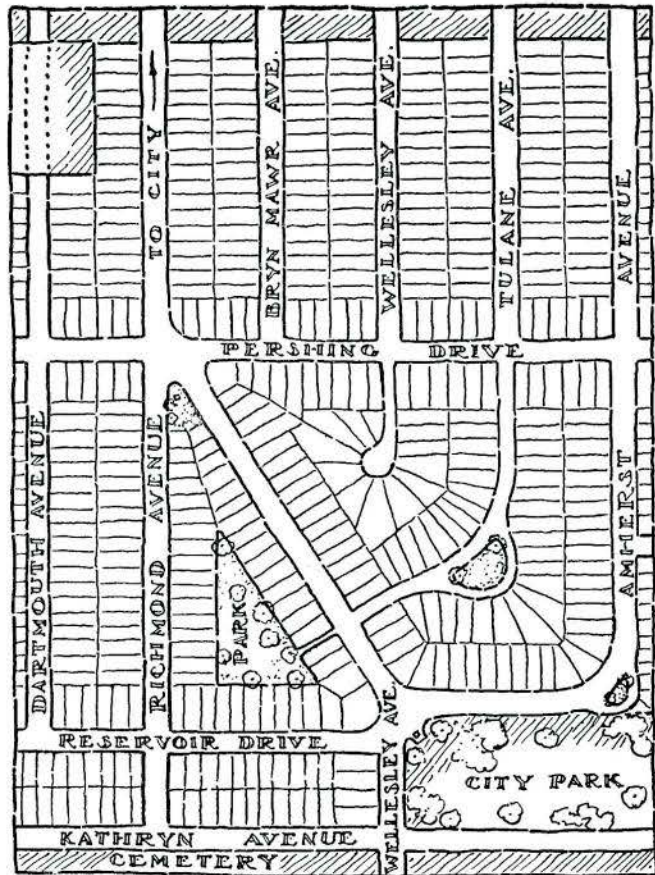 TO CITY
BRYN MAWR AVE.
WELLESLEY AVE.
TULANE AVE.
AVENUE
PERSHING DRIVE
DARTMOUTH AVENUE
RICHMOND AVENUE
PARK
AMHERST
WELLESLEY AVE.
RESERVOIR DRIVE
CITY PARK
KATHRYN AVENUE
CEMETERY